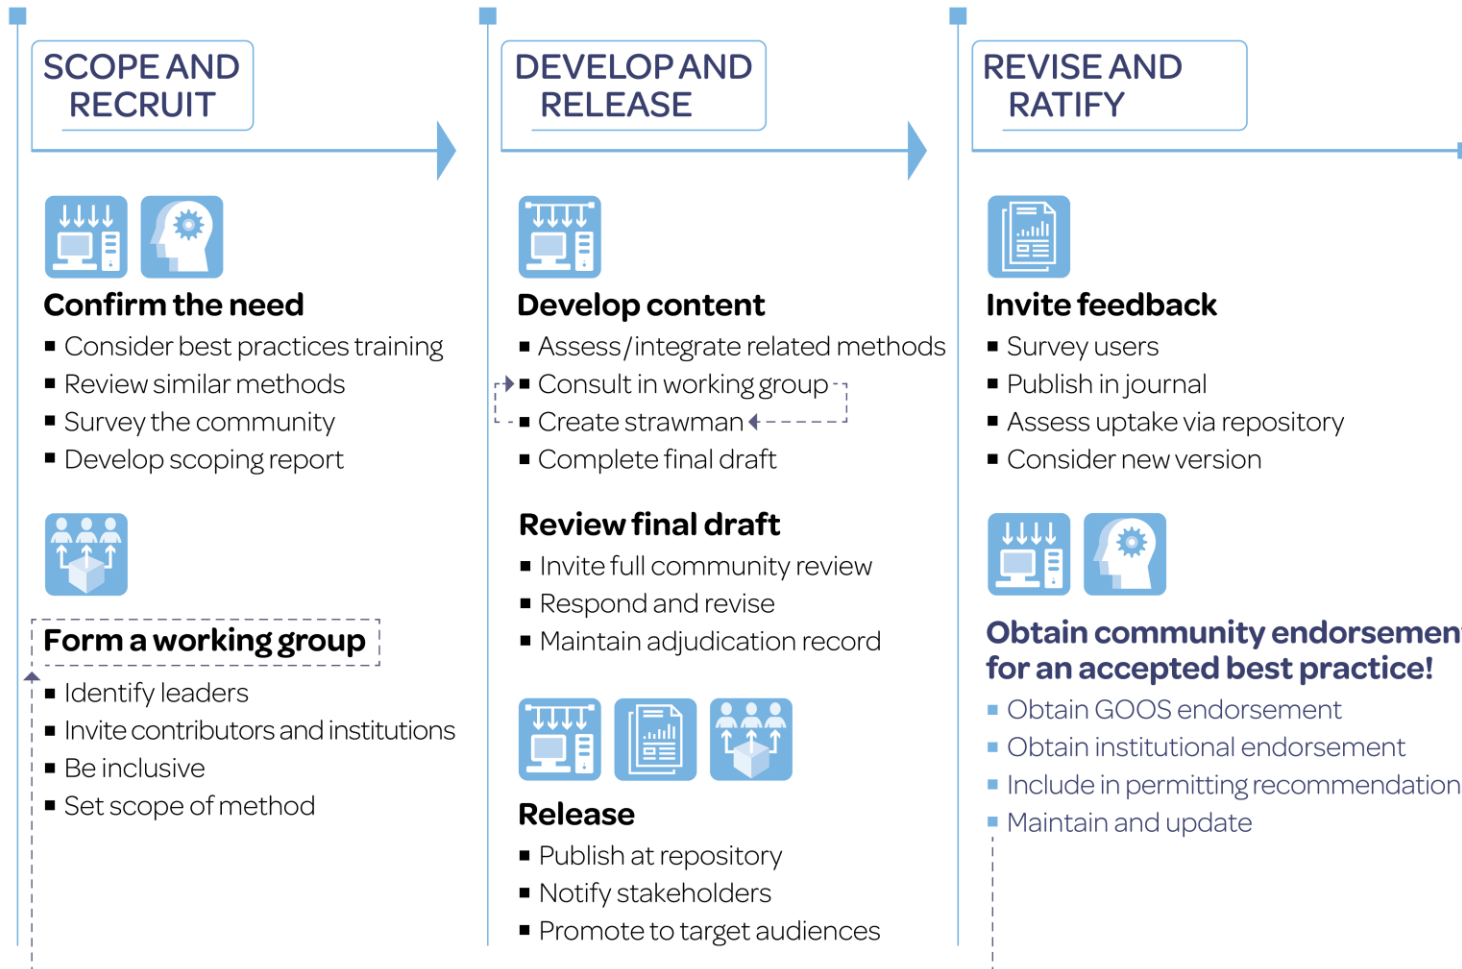 SCOPE AND
RECRUIT
Confirm the need
Consider best practices training
Review similar methods
Survey the community
Develop scoping report
Form a working group
Identify leaders
Invite contributors and institutions
Be inclusive
Set scope of method
DEVELOP AND
RELEASE
Develop content
Assess/integrate related methods
Consult in working group
Create strawman
Complete final draft
Review final draft
Invite full community review
Respond and revise
Maintain adjudication record
Release
Publish at repository
Notify stakeholders
Promote to target audiences
REVISE AND
RATIFY
Invite feedback
Survey users
Publish in journal
Assess uptake via repository
Consider new version
Obtain community endorsement
for an accepted best practice!
Obtain GOOS endorsement
Obtain institutional endorsement
Include in permitting recommendation
Maintain and update